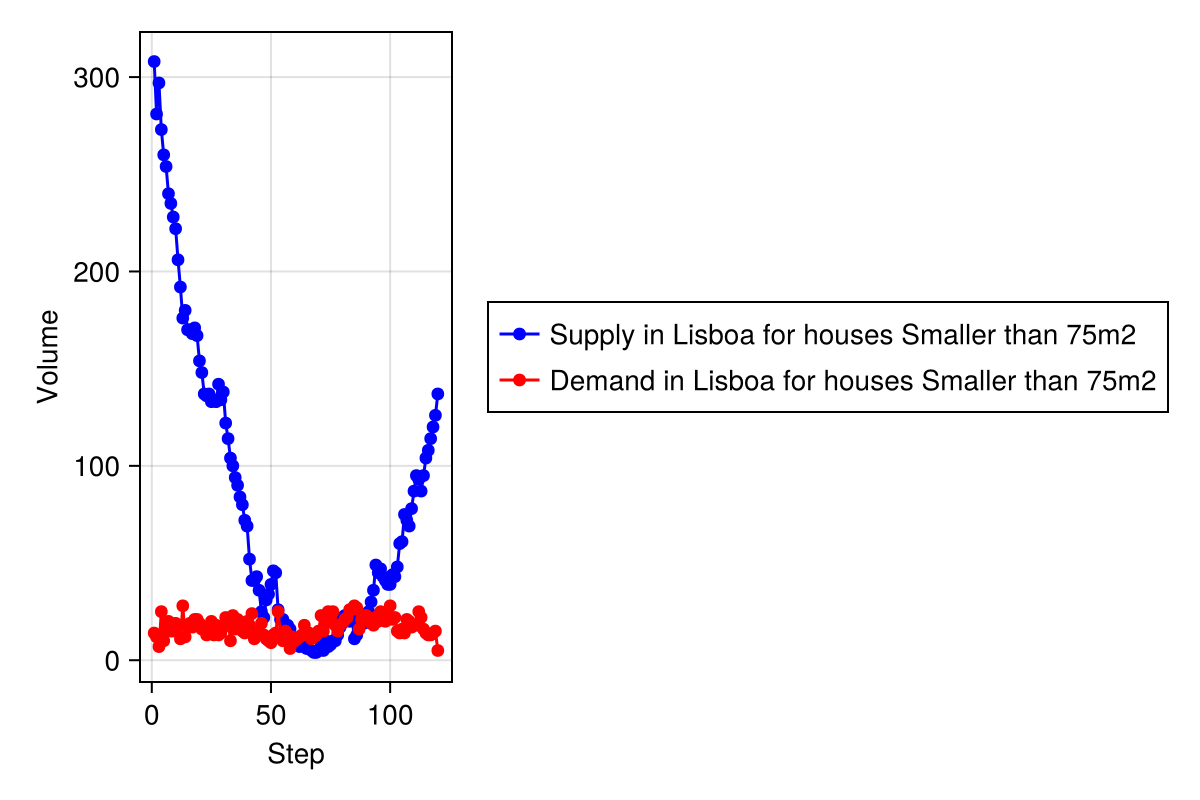 300
200
100
0
Volume
0 50 100
Step
Supply in Lisboa for houses Smaller than 75m2
Demand in Lisboa for houses Smaller than 75m2